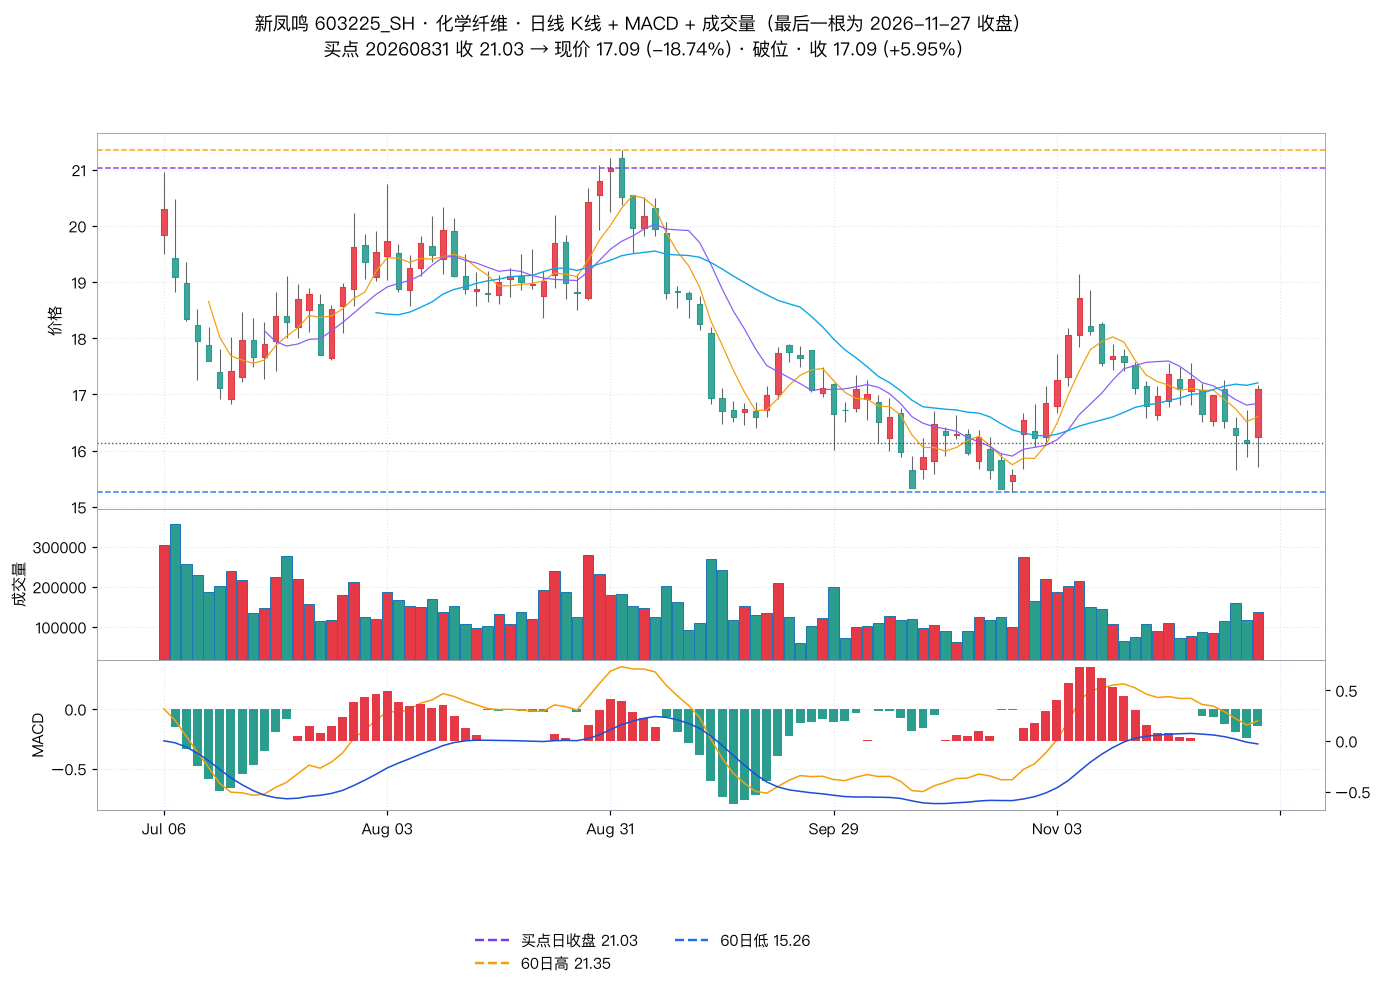 新凤鸣 603225_SH · 化学纤维 · 日线 K线 + MACD + 成交量（最后一根为 2026−11−27 收盘）
买点 20260831 收 21.03 → 现价 17.09 (−18.74%) · 破位 · 收 17.09 (+5.95%)
21
20
19
18
17
16
15
价格
300000
200000
100000
成交量
0.0
−0.5
MACD
0.5
0.0
−0.5
Jul 06
Aug 03
Aug 31
Sep 29
Nov 03
买点日收盘 21.03
60日低 15.26
60日高 21.35